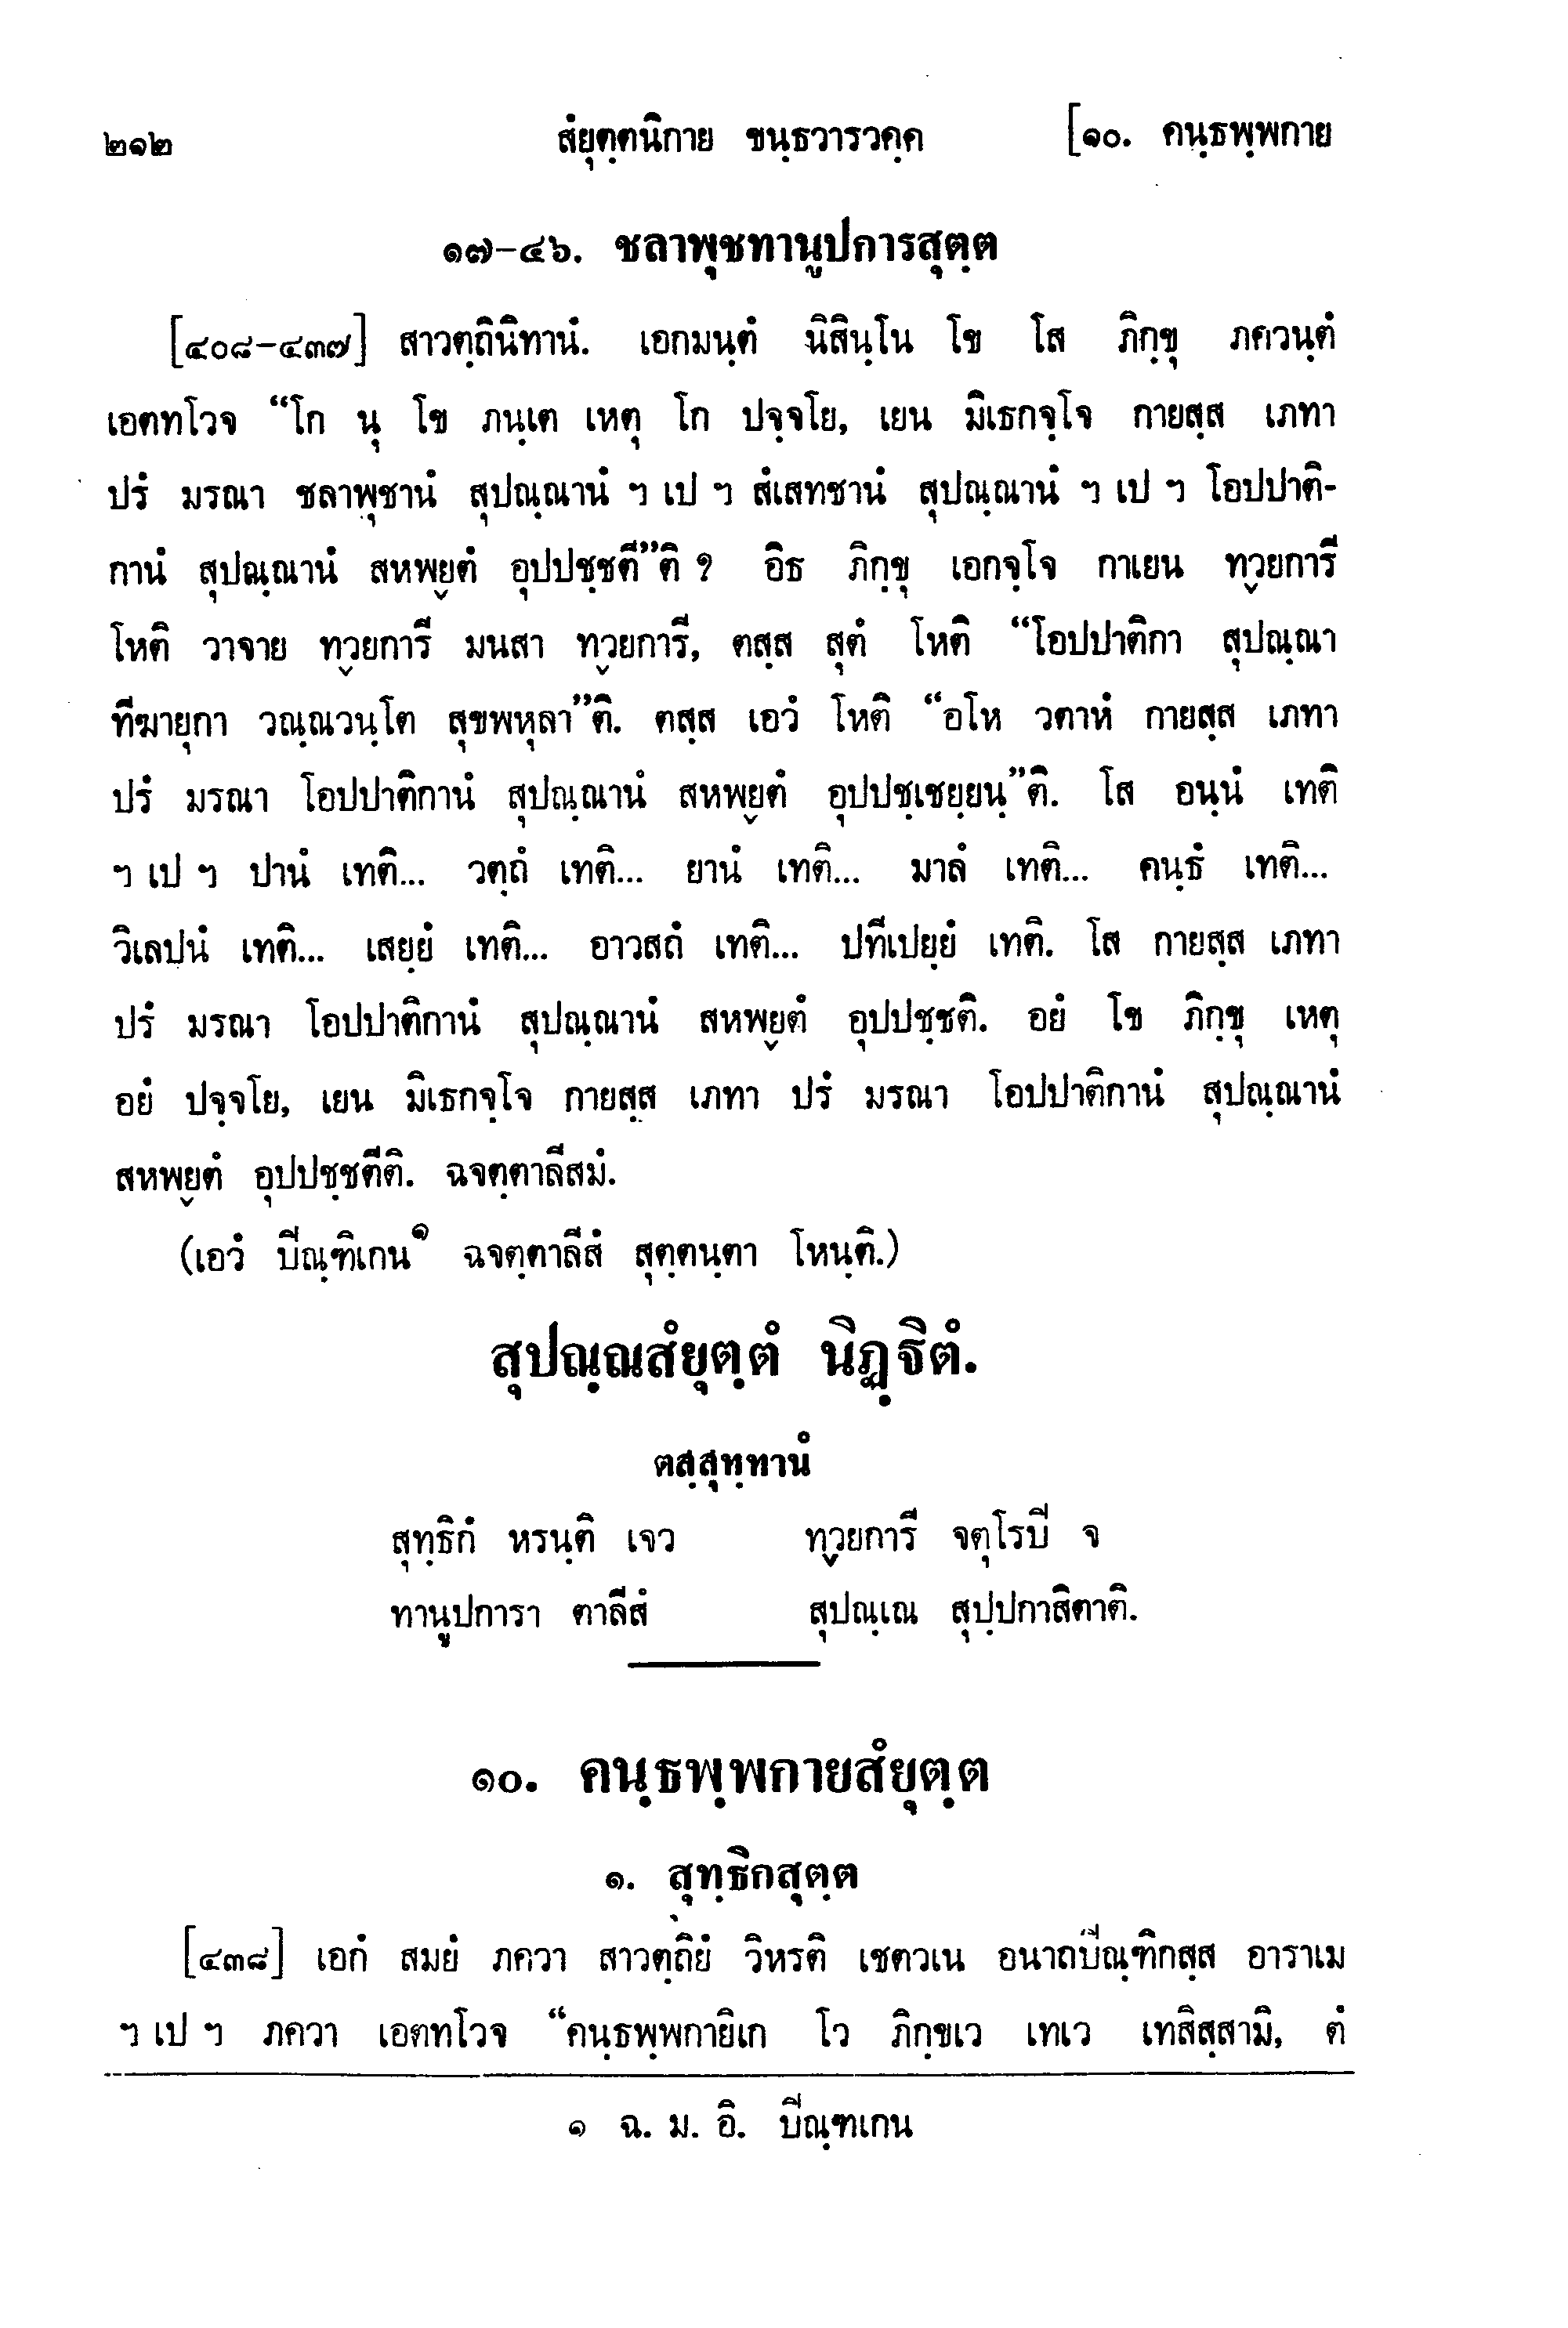 ๒๑๒ สํยุตฺตนิกาย ขนฺธวารวคฺค [๑๐. คนฺธพฺพกาย
๑๗-๔๖. ชลาพุชทานูปการสุตฺต
[๔๐๘-๔๓๗] สาวตฺถินิทานํ. เอกมนฺตํ นิสินฺโน โข โส ภิกฺขุ ภควนฺตํ
เอตทโวจ “โก นุ โข ภนฺเต เหตุ โก ปจฺจโย, เยน มิเธกจฺโจ กายสฺส เภทา
ปรํ มรณา ชลาพุชานํ สุปณฺณานํ ฯ เป ฯ สํเสทชานํ สุปณฺณานํ ฯ เป ฯ โอปปาติ-
กานํ สุปณฺณานํ สหพฺยูตํ อุปปชฺชตี”ติ ? อิธ ภิกฺขุ เอกจฺโจ กาเยน ทฺวยการี
โหติ วาจาย ทฺวยการี มนสา ทฺวยการี, ตสฺส สุตํ โหติ “โอปปาติกา สุปณฺณา
ทีฆายุกา วณฺณวนฺโต สุขพหุลา”ติ. ตสฺส เอวํ โหติ “อโห วตาหํ กายสฺส เภทา
ปรํ มรณา โอปปาติกานํ สุปณฺณานํ สหพฺยูตํ อุปปชฺเชยฺยนฺ”ติ. โส อนฺนํ เทติ
ฯ เป ฯ ปานํ เทติ... วตฺถํ เทติ... ยานํ เทติ... มาลํ เทติ... คนฺธํ เทติ...
วิเลปนํ เทติ... เสยฺยํ เทติ... อาวสถํ เทติ... ปทีเปยฺยํ เทติ. โส กายสฺส เภทา
ปรํ มรณา โอปปาติกานํ สุปณฺณานํ สหพฺยูตํ อุปปชฺชติ. อยํ โข ภิกฺขุ เหตุ
อยํ ปจฺจโย, เยน มิเธกจฺโจ กายสฺส เภทา ปรํ มรณา โอปปาติกานํ สุปณฺณานํ
สหพฺยูตํ อุปปชฺชตีติ. ฉจตฺตาลีสมํ.
(เอวํ ปิณฺฑิเกน๑ ฉจตฺตาลีสํ สุตฺตนฺตา โหนฺติ.)
สุปณฺณสํยุตฺตํ นิฏฺฐิตํ.
ตสฺสุทฺทานํ
สุทฺธิกํ หรนฺติ เจว ทฺวยการี จตุโรปิ จ
ทานูปการา ตาลีสํ สุปณฺเณ สุปฺปกาสิตาติ.
๑๐. คนฺธพฺพกายสํยุตฺต
๑. สุทฺธิกสุตฺต
[๔๓๘] เอกํ สมยํ ภควา สาวตฺถิยํ วิหรติ เชตวเน อนาถปิณฺฑิกสฺส อาราเม
ฯ เป ฯ ภควา เอตทโวจ “คนฺธพฺพกายิเก โว ภิกฺขเว เทเว เทสิสฺสามิ, ตํ
๑ ฉ. ม. อิ. ปิณฺฑเกน